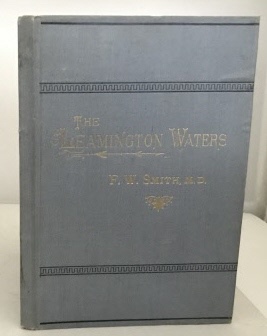 THE
LEAMINGTON WATERS
F. W. SMITH, M.D.